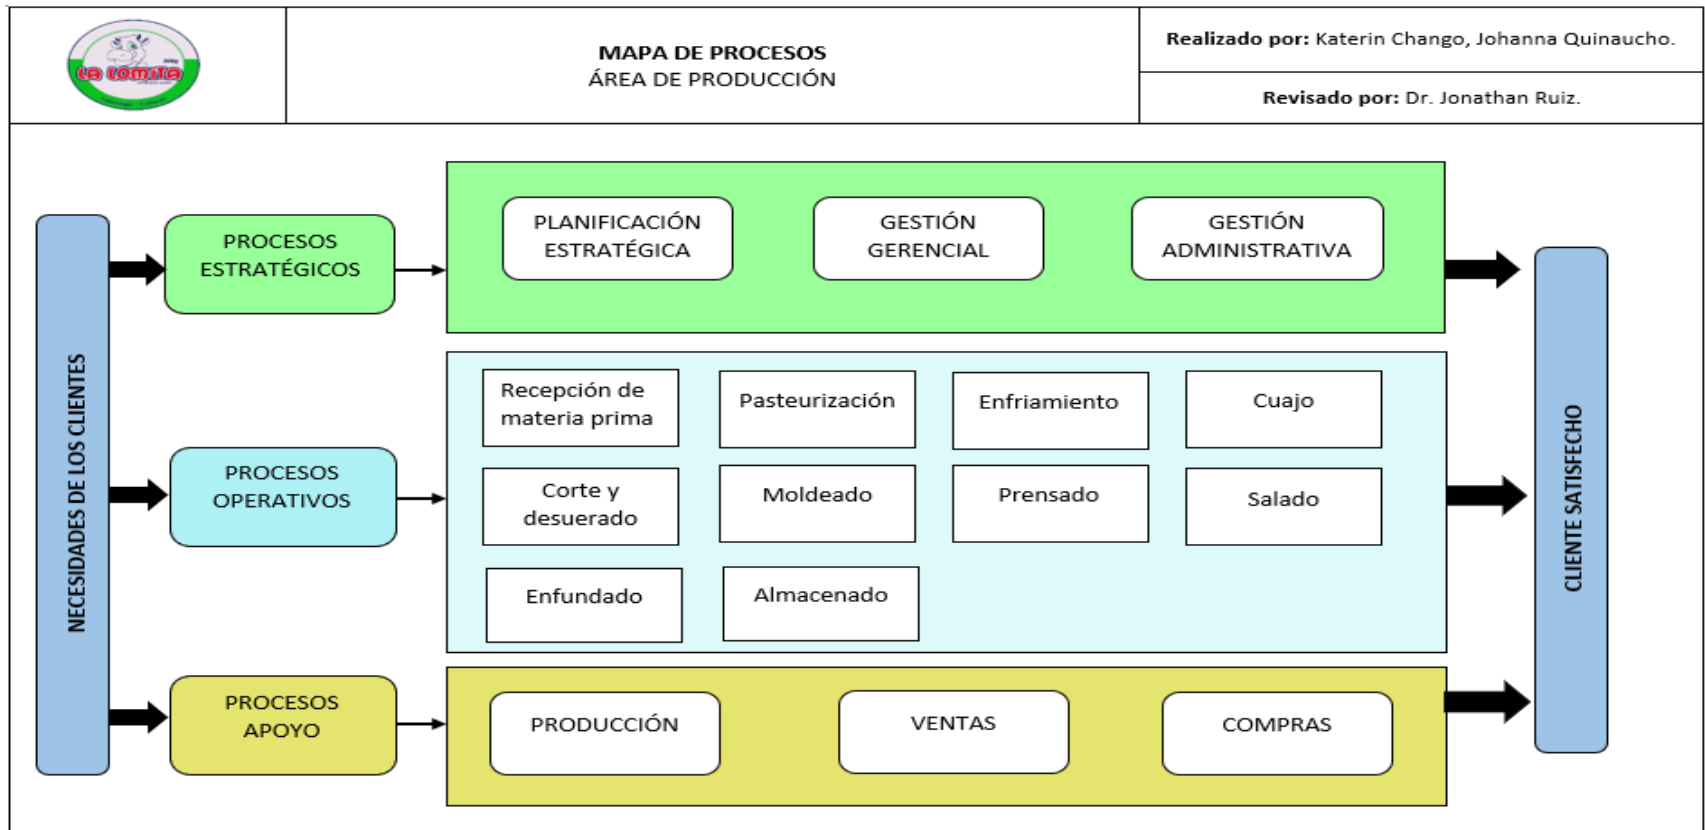 LA LOMITA
MAPA DE PROCESOS
ÁREA DE PRODUCCIÓN
Realizado por: Katerin Chango, Johanna Quinaucho.
Revisado por: Dr. Jonathan Ruiz.
NECESIDADES DE LOS CLIENTES
PROCESOS
ESTRATÉGICOS
PLANIFICACIÓN
ESTRATÉGICA
GESTIÓN
GERENCIAL
GESTIÓN
ADMINISTRATIVA
PROCESOS
OPERATIVOS
Recepción de
materia prima
Pasteurización
Enfriamiento
Cuajo
Corte y
desuerado
Moldeado
Prensado
Salado
Enfundado
Almacenado
PROCESOS
APOYO
PRODUCCIÓN
VENTAS
COMPRAS
CLIENTE SATISFECHO